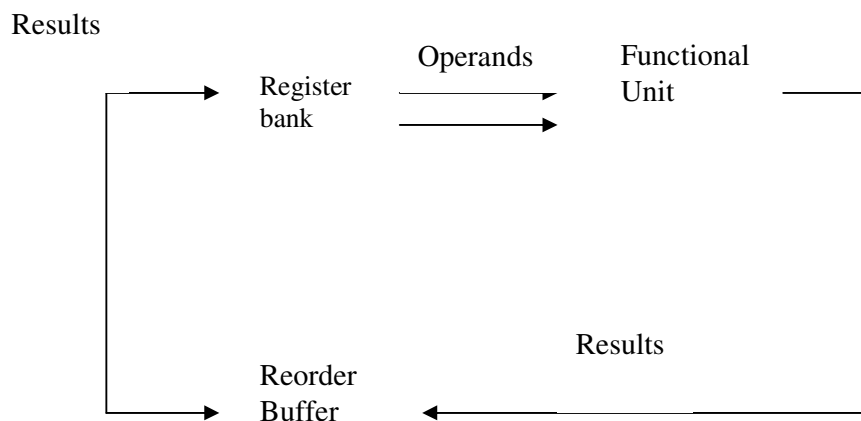 Results
Operands
Functional
Unit
Register
bank
Results
Reorder
Buffer